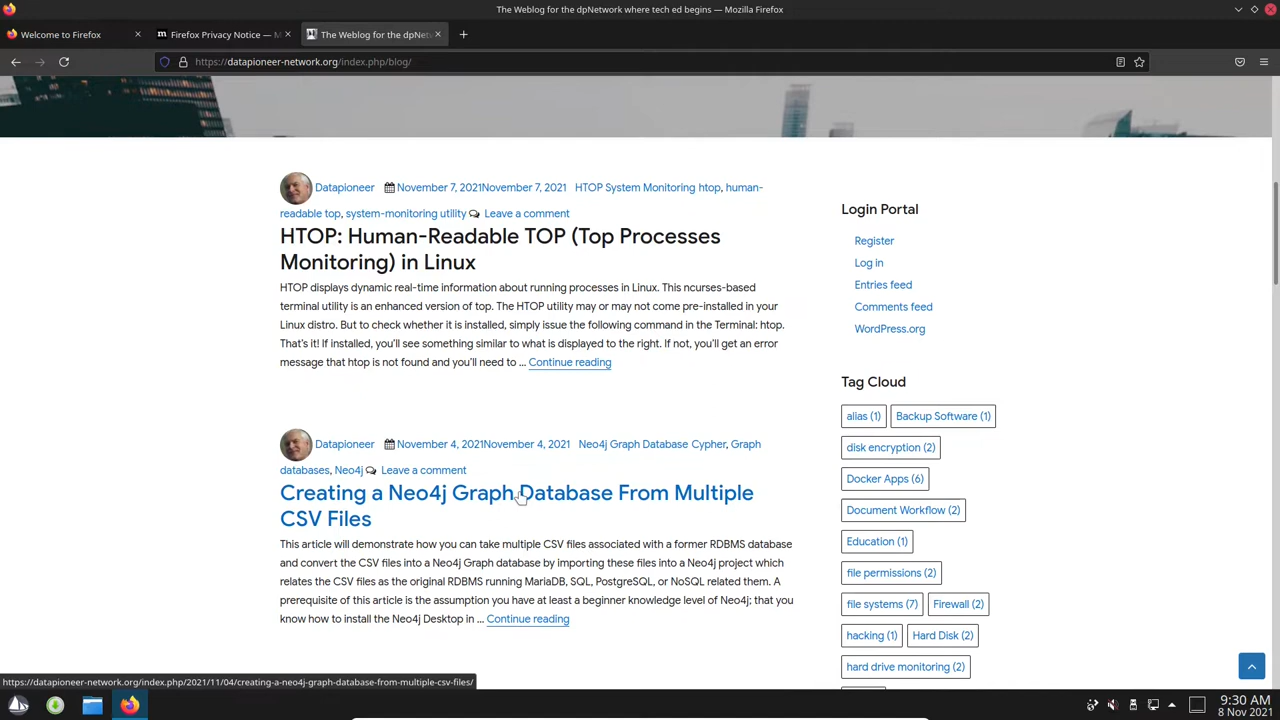 The Weblog for the dpNetwork where tech ed begins — Mozilla Firefox
Welcome to Firefox
Firefox Privacy Notice — M
The Weblog for the dpNetw
https://datapioneer-network.org/index.php/blog/
Datapioneer November 7, 2021November 7, 2021 HTOP System Monitoring htop, human-
readable top, system-monitoring utility Leave a comment
HTOP: Human-Readable TOP (Top Processes
Monitoring) in Linux
HTOP displays dynamic real-time information about running processes in Linux. This ncurses-based
terminal utility is an enhanced version of top. The HTOP utility may or may not come pre-installed in your
Linux distro. But to check whether it is installed, simply issue the following command in the Terminal: htop.
That's it! If installed, you'll see something similar to what is displayed to the right. If not, you'll get an error
message that htop is not found and you'll need to ... Continue reading
Datapioneer November 4, 2021November 4, 2021 Neo4j Graph Database Cypher, Graph
databases, Neo4j Leave a comment
Creating a Neo4j Graph Database From Multiple
CSV Files
This article will demonstrate how you can take multiple CSV files associated with a former RDBMS database
and convert the CSV files into a Neo4j Graph database by importing these files into a Neo4j project which
relates the CSV files as the original RDBMS running MariaDB, SQL, PostgreSQL, or NoSQL related them. A
prerequisite of this article is the assumption you have at least a beginner knowledge level of Neo4j; that you
know how to install the Neo4j Desktop in ... Continue reading
Login Portal
Register
Log in
Entries feed
Comments feed
WordPress.org
Tag Cloud
alias (1) Backup Software (1)
disk encryption (2)
Docker Apps (6)
Document Workflow (2)
Education (1)
file permissions (2)
file systems (7) Firewall (2)
hacking (1) Hard Disk (2)
hard drive monitoring (2)
https://datapioneer-network.org/index.php/2021/11/04/creating-a-neo4j-graph-database-from-multiple-csv-files/
9:30 AM
8 Nov 2021